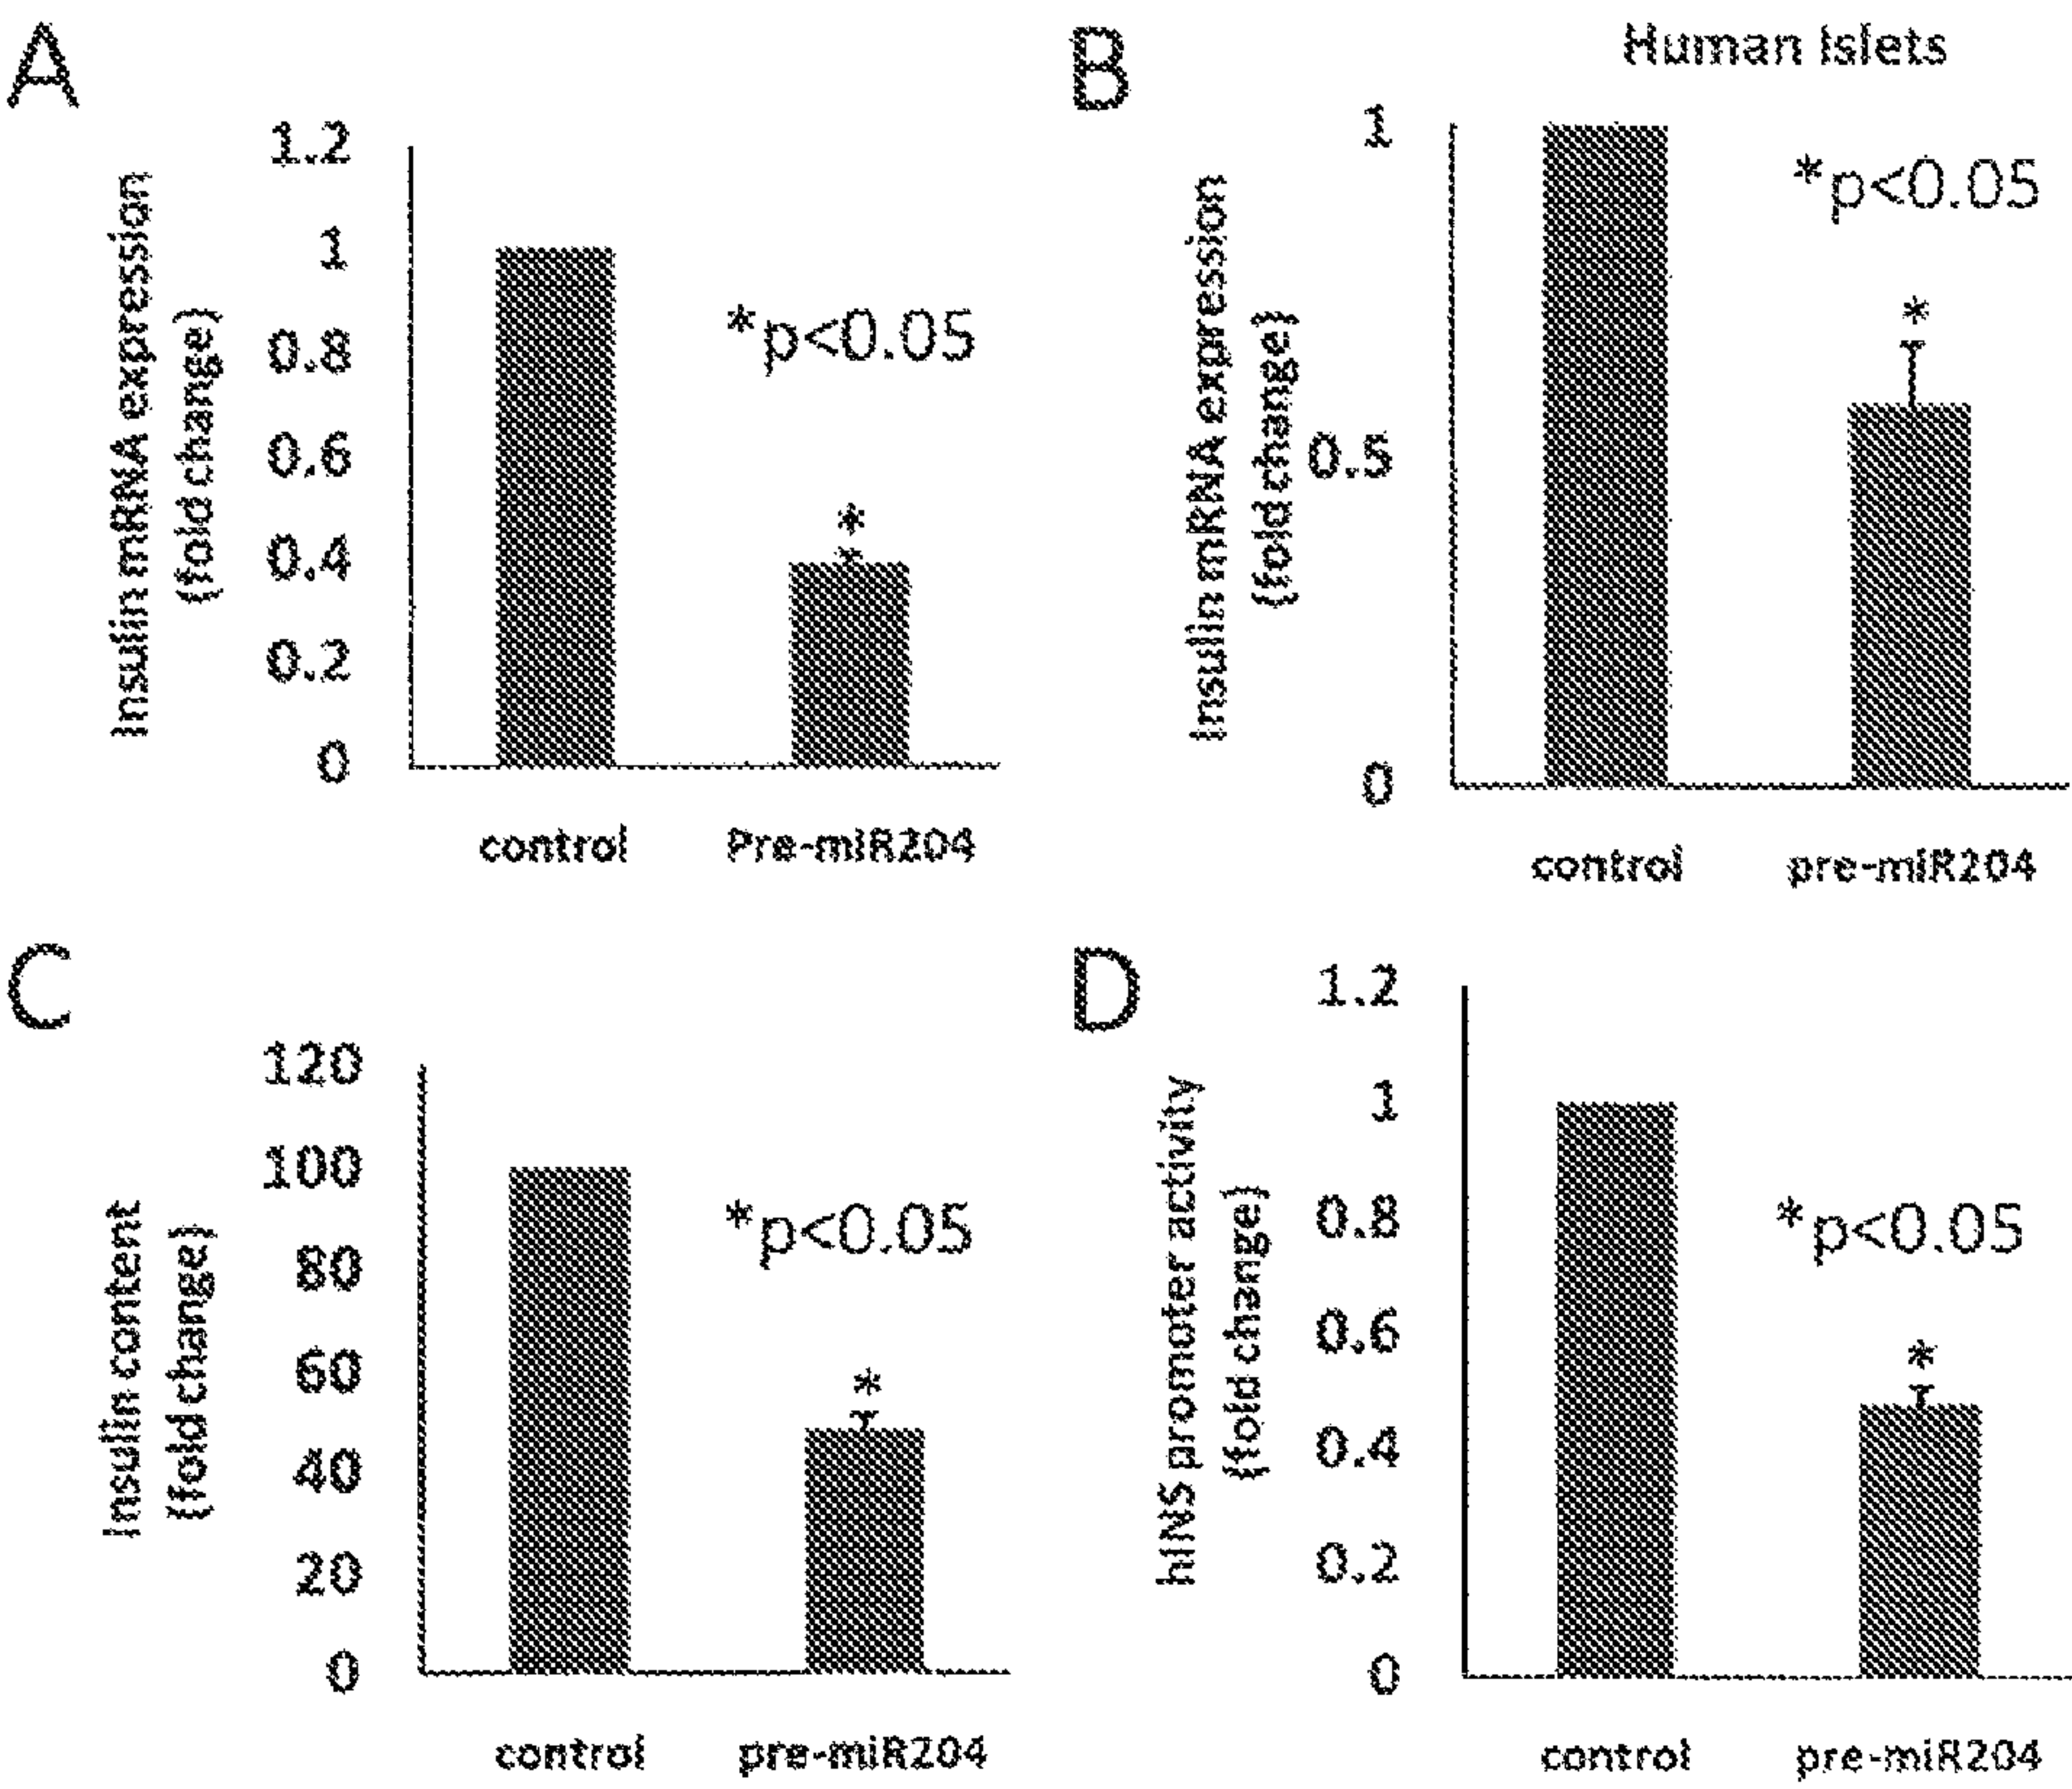 A
Insulin mRNA expression
(fold change)
1.2
1
0.8
0.6
0.4
0.2
0
*p<0.05
*
control
Pre-miR204
B
Human Islets
Insulin mRNA expression
(fold change)
1
0.5
0
*p<0.05
*
control
pre-miR204
C
Insulin content
(fold change)
120
100
80
60
40
20
0
*p<0.05
*
control
pre-miR204
D
hINS promoter activity
(fold change)
1.2
1
0.8
0.6
0.4
0.2
0
*p<0.05
*
control
pre-miR204